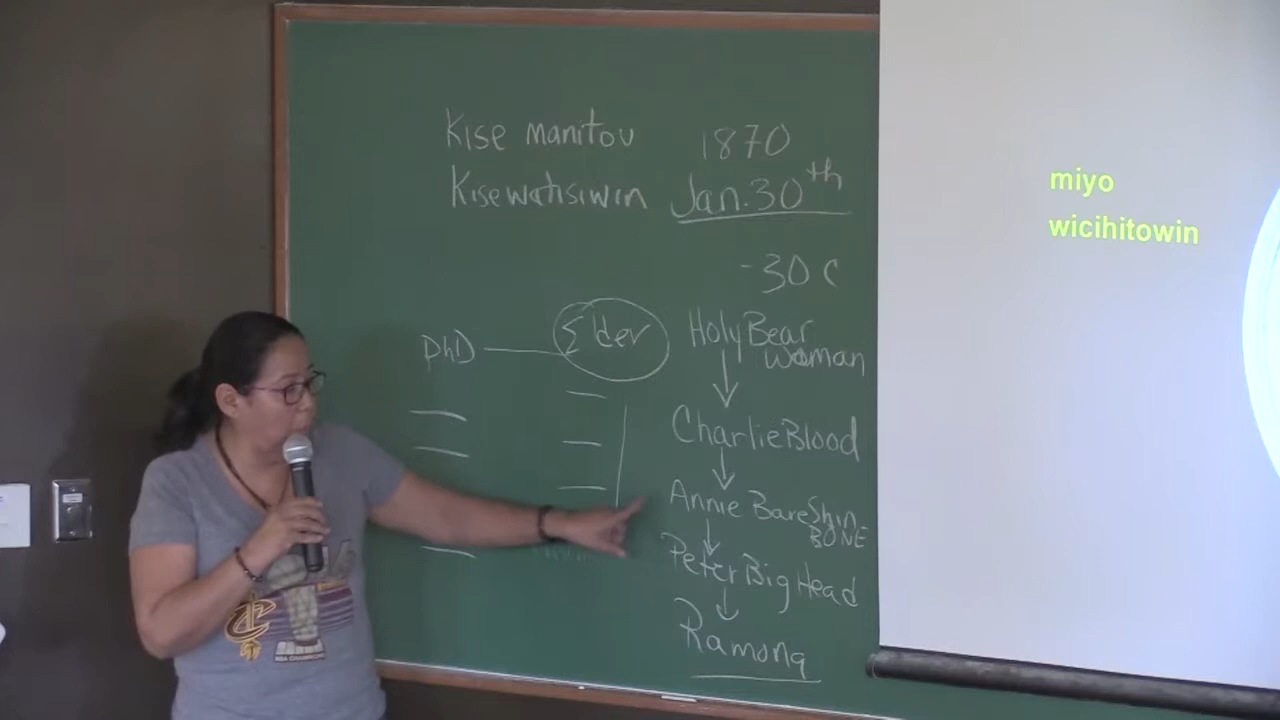 Kise manitou 1870
Kisewatisiwin Jan. 30th
-30 C
PhD Elder
Holy Bear
Woman
Charlie Blood
Annie Bare Shin
BONE
Peter Big Head
Ramona
miyo
wicihitowin